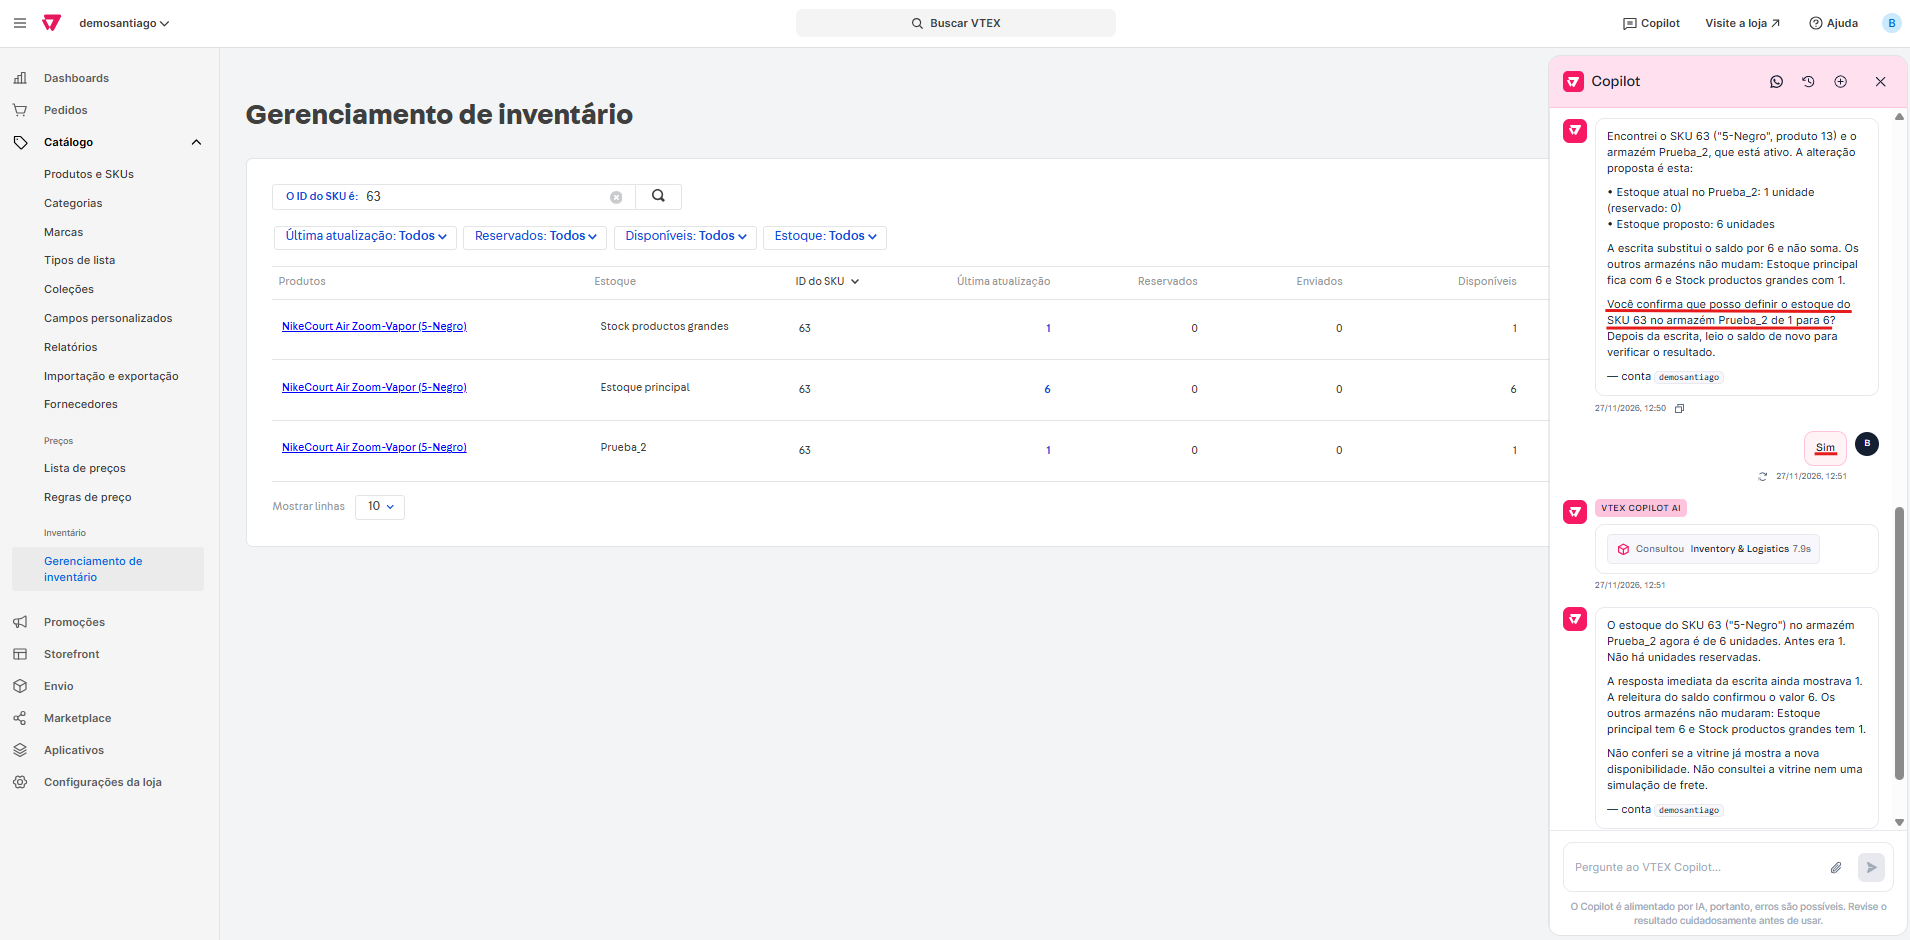 demosantiago
Buscar VTEX
Copilot
Visite a loja
Ajuda
B
Dashboards
Pedidos
Catálogo
Produtos e SKUs
Categorias
Marcas
Tipos de lista
Coleções
Campos personalizados
Relatórios
Importação e exportação
Fornecedores
Preços
Lista de preços
Regras de preço
Inventário
Gerenciamento de
inventário
Promoções
Storefront
Envio
Marketplace
Aplicativos
Configurações da loja
Gerenciamento de inventário
O ID do SKU é: 63
Última atualização: Todos
Reservados: Todos
Disponíveis: Todos
Estoque: Todos
Produtos Estoque ID do SKU Última atualização Reservados Enviados Disponíveis
NikeCourt Air Zoom-Vapor (5-Negro) Stock productos grandes 63 1 0 0 1
NikeCourt Air Zoom-Vapor (5-Negro) Estoque principal 63 6 0 0 6
NikeCourt Air Zoom-Vapor (5-Negro) Prueba_2 63 1 0 0 1
Mostrar linhas 10
Copilot
Encontrei o SKU 63 ("5-Negro", produto 13) e o
armazém Prueba_2, que está ativo. A alteração
proposta é esta:
• Estoque atual no Prueba_2: 1 unidade
(reservado: 0)
• Estoque proposto: 6 unidades
A escrita substitui o saldo por 6 e não soma. Os
outros armazéns não mudam: Estoque principal
fica com 6 e Stock productos grandes com 1.
Você confirma que posso definir o estoque do
SKU 63 no armazém Prueba_2 de 1 para 6?
Depois da escrita, leio o saldo de novo para
verificar o resultado.
— conta demosantiago
27/11/2026, 12:50
Sim
B
27/11/2026, 12:51
VTEX COPILOT AI
Consultou Inventory & Logistics 7.9s
27/11/2026, 12:51
O estoque do SKU 63 ("5-Negro") no armazém
Prueba_2 agora é de 6 unidades. Antes era 1.
Não há unidades reservadas.
A resposta imediata da escrita ainda mostrava 1.
A releitura do saldo confirmou o valor 6. Os
outros armazéns não mudaram: Estoque
principal tem 6 e Stock productos grandes tem 1.
Não conferi se a vitrine já mostra a nova
disponibilidade. Não consultei a vitrine nem uma
simulação de frete.
— conta demosantiago
Pergunte ao VTEX Copilot...
O Copilot é alimentado por IA, portanto, erros são possíveis. Revise o
resultado cuidadosamente antes de usar.